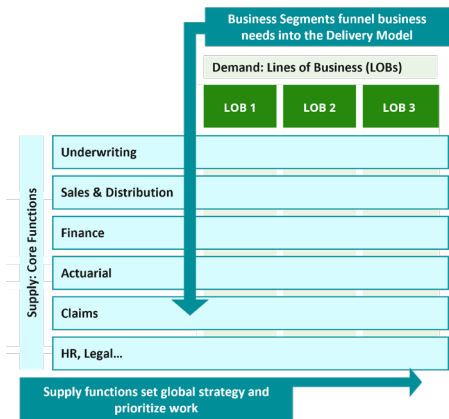 Business Segments funnel business
needs into the Delivery Model
Demand: Lines of Business (LOBs)
LOB 1
LOB 2
LOB 3
Supply: Core Functions
Underwriting
Sales & Distribution
Finance
Actuarial
Claims
HR, Legal...
Supply functions set global strategy and
prioritize work